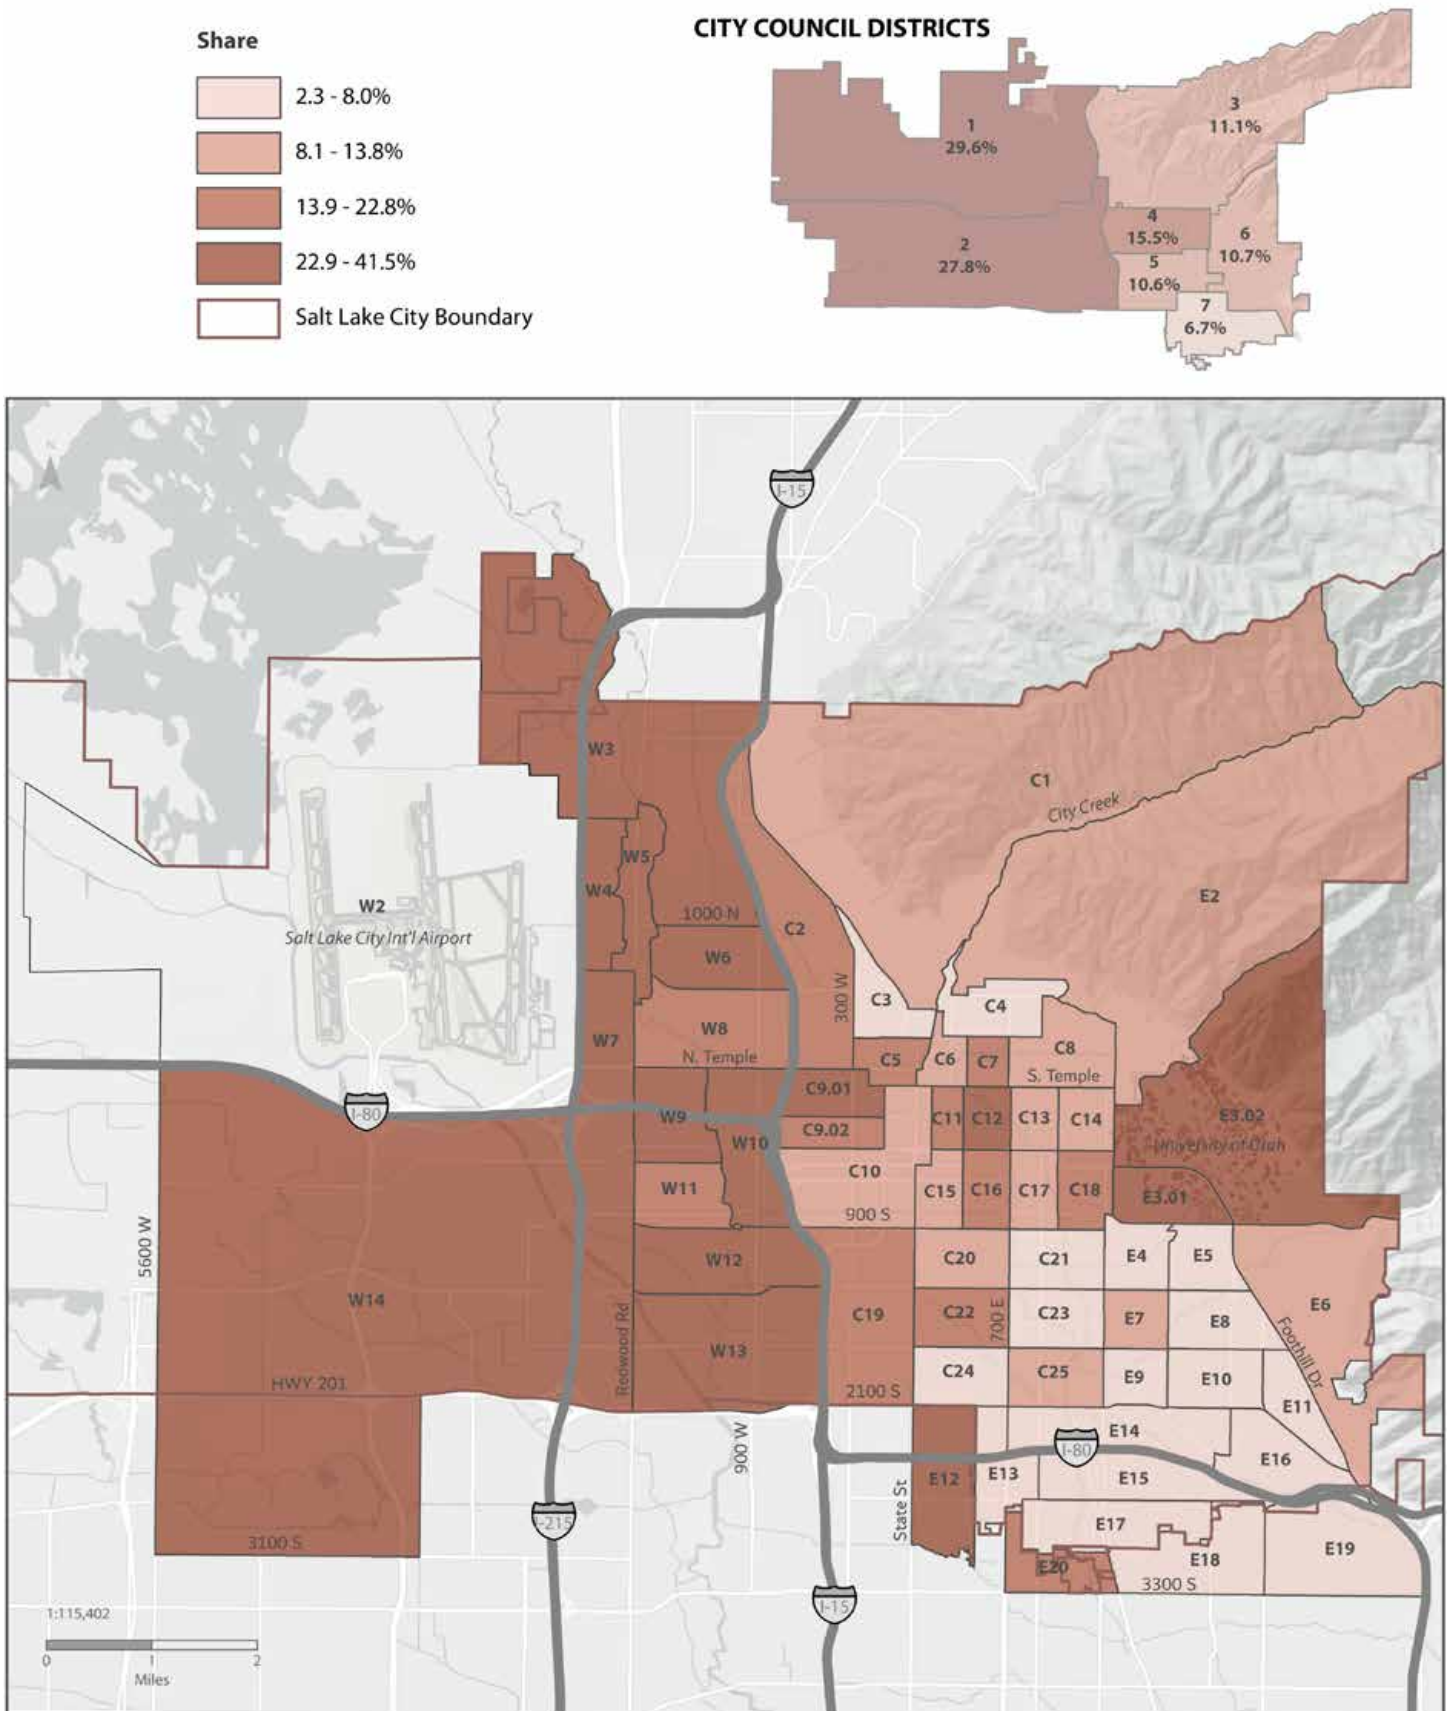 CITY COUNCIL DISTRICTS
Share
2.3 - 8.0%
8.1 - 13.8%
13.9 - 22.8%
22.9 - 41.5%
Salt Lake City Boundary
1
29.6%
2
27.8%
3
11.1%
4
15.5%
5
10.6%
6
10.7%
7
6.7%
I-15
W3
C1
City Creek
W5
W4
E2
W2
Salt Lake City Int'l Airport
1000 N
C2
W6
300 W
C3
C4
W8
W7
N. Temple
C5
C6
C7
C8
S. Temple
I-80
C9.01
W9
C9.02
W10
C11
C12
C13
C14
E3.02
University of Utah
C10
W11
C15
C16
C17
C18
E3.01
900 S
5600 W
W12
C20
C21
E4
E5
W14
C19
C22
700 E
C23
E7
E8
E6
Foothill Dr
W13
Redwood Rd
C24
C25
E9
E10
HWY 201
2100 S
E11
900 W
E14
I-80
E12
E13
E15
E16
State St
I-215
E17
3100 S
E20
E18
E19
3300 S
I-15
1:115,402
0
1
2
Miles